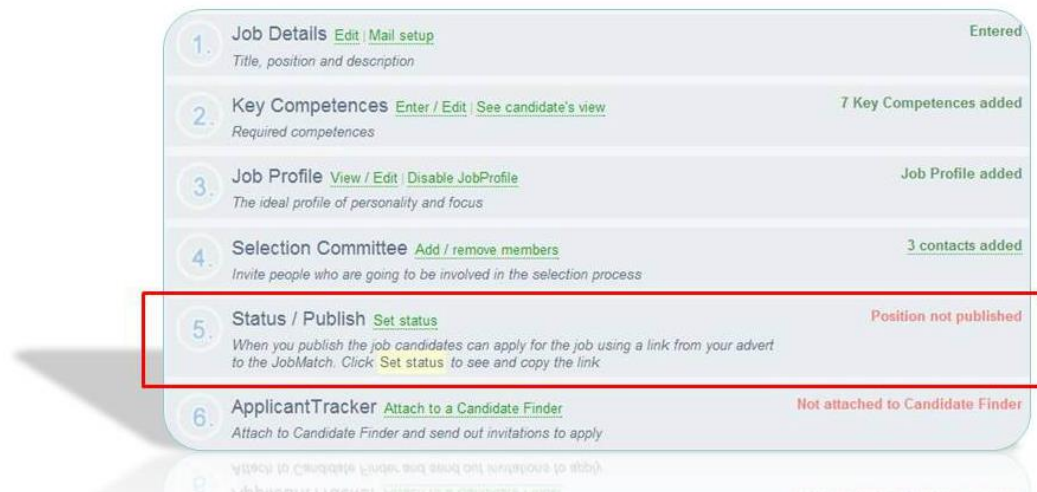 1. Job Details Edit | Mail setup Entered
Title, position and description
2. Key Competences Enter / Edit | See candidate's view 7 Key Competences added
Required competences
3. Job Profile View / Edit | Disable JobProfile Job Profile added
The ideal profile of personality and focus
4. Selection Committee Add / remove members 3 contacts added
Invite people who are going to be involved in the selection process
5. Status / Publish Set status Position not published
When you publish the job candidates can apply for the job using a link from your advert
to the JobMatch. Click Set status to see and copy the link
6. ApplicantTracker Attach to a Candidate Finder Not attached to Candidate Finder
Attach to Candidate Finder and send out invitations to apply